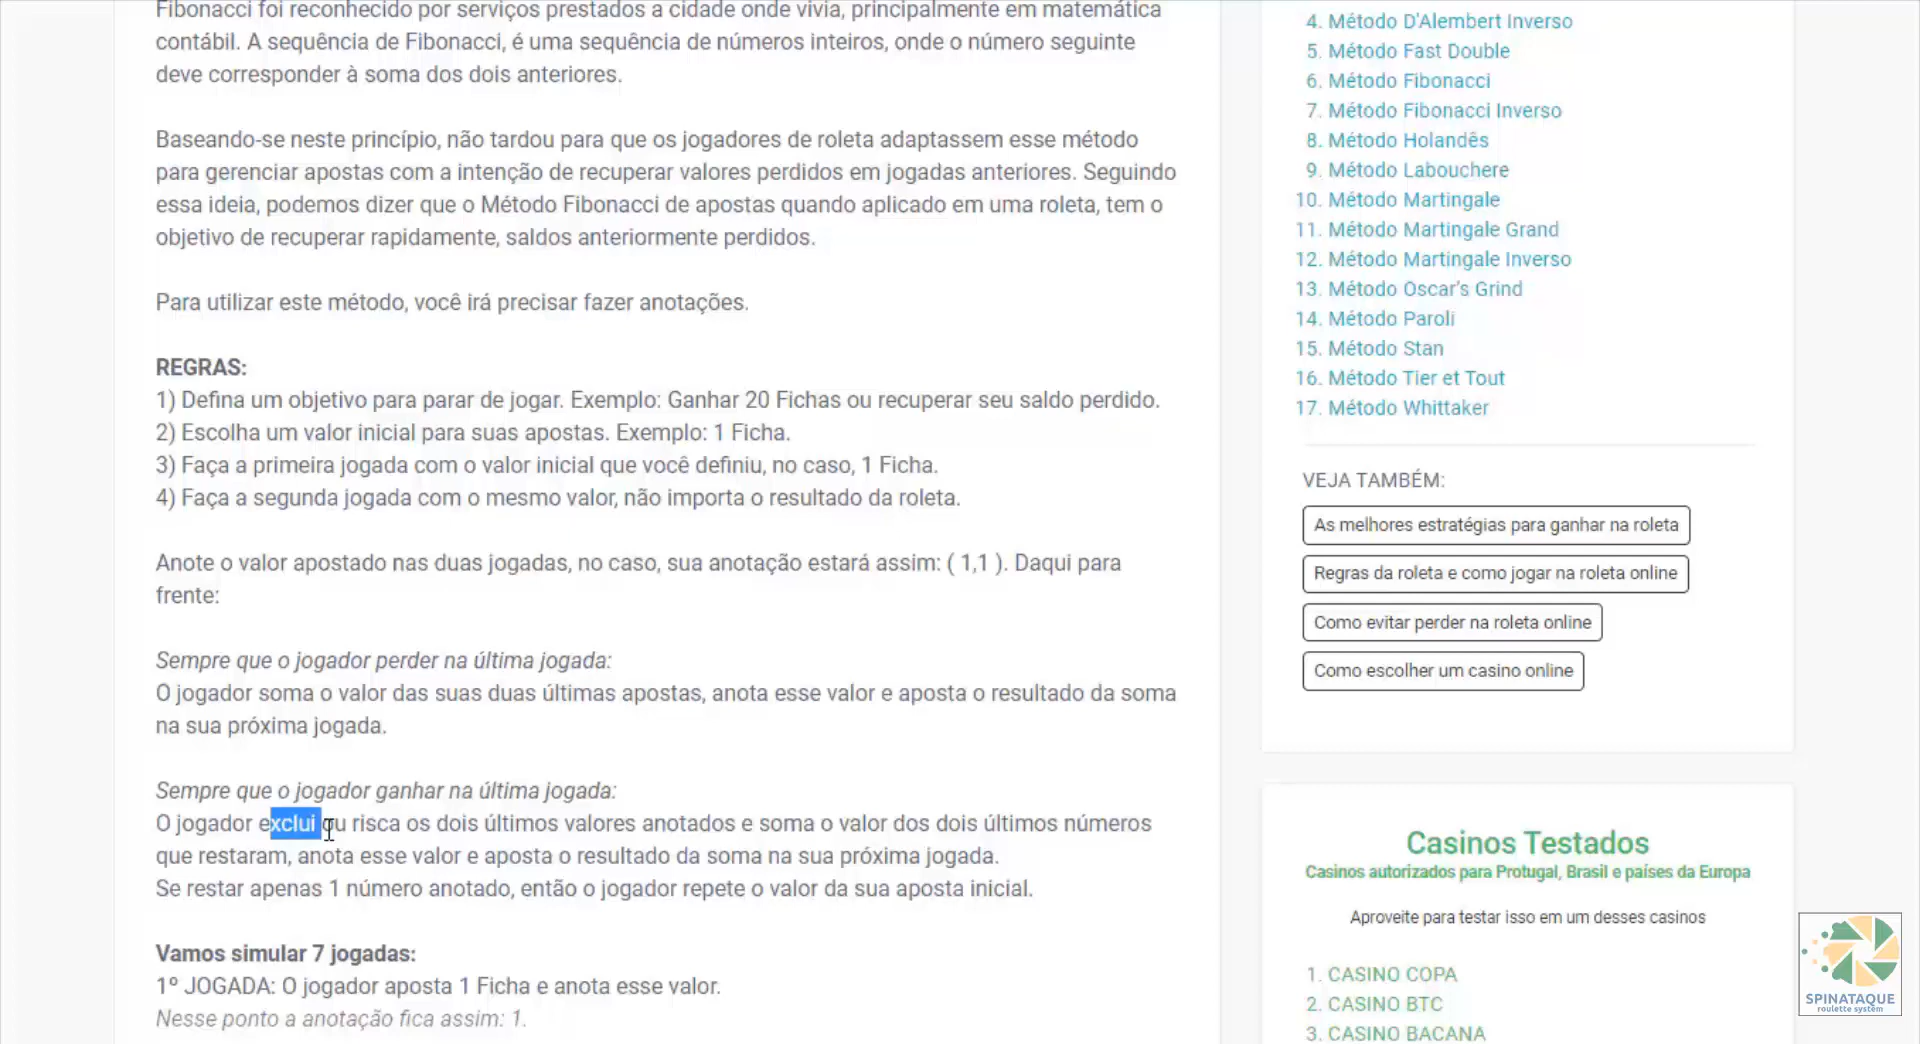 Fibonacci foi reconhecido por serviços prestados a cidade onde vivia, principalmente em matemática
contábil. A sequência de Fibonacci, é uma sequência de números inteiros, onde o número seguinte
deve corresponder à soma dos dois anteriores.
Baseando-se neste princípio, não tardou para que os jogadores de roleta adaptassem esse método
para gerenciar apostas com a intenção de recuperar valores perdidos em jogadas anteriores. Seguindo
essa ideia, podemos dizer que o Método Fibonacci de apostas quando aplicado em uma roleta, tem o
objetivo de recuperar rapidamente, saldos anteriormente perdidos.
Para utilizar este método, você irá precisar fazer anotações.
REGRAS:
1) Defina um objetivo para parar de jogar. Exemplo: Ganhar 20 Fichas ou recuperar seu saldo perdido.
2) Escolha um valor inicial para suas apostas. Exemplo: 1 Ficha.
3) Faça a primeira jogada com o valor inicial que você definiu, no caso, 1 Ficha.
4) Faça a segunda jogada com o mesmo valor, não importa o resultado da roleta.
Anote o valor apostado nas duas jogadas, no caso, sua anotação estará assim: ( 1,1 ). Daqui para
frente:
Sempre que o jogador perder na última jogada:
O jogador soma o valor das suas duas últimas apostas, anota esse valor e aposta o resultado da soma
na sua próxima jogada.
Sempre que o jogador ganhar na última jogada:
O jogador exclui ou risca os dois últimos valores anotados e soma o valor dos dois últimos números
que restaram, anota esse valor e aposta o resultado da soma na sua próxima jogada.
Se restar apenas 1 número anotado, então o jogador repete o valor da sua aposta inicial.
Vamos simular 7 jogadas:
1º JOGADA: O jogador aposta 1 Ficha e anota esse valor.
Nesse ponto a anotação fica assim: 1.
4. Método D'Alembert Inverso
5. Método Fast Double
6. Método Fibonacci
7. Método Fibonacci Inverso
8. Método Holandês
9. Método Labouchere
10. Método Martingale
11. Método Martingale Grand
12. Método Martingale Inverso
13. Método Oscar's Grind
14. Método Paroli
15. Método Stan
16. Método Tier et Tout
17. Método Whittaker
VEJA TAMBÉM:
As melhores estratégias para ganhar na roleta
Regras da roleta e como jogar na roleta online
Como evitar perder na roleta online
Como escolher um casino online
Casinos Testados
Casinos autorizados para Protugal, Brasil e países da Europa
Aproveite para testar isso em um desses casinos
1. CASINO COPA
2. CASINO BTC
3. CASINO BACANA
SPINATAQUE
roulette system